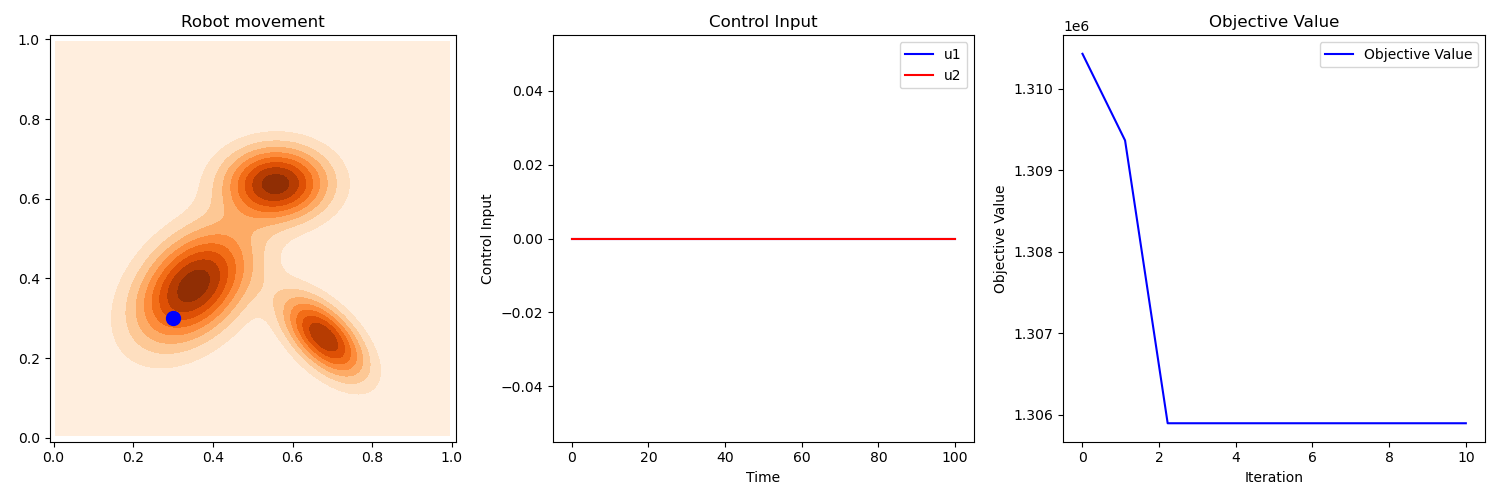 Robot movement
1.0
0.8
0.6
0.4
0.2
0.0
0.0 0.2 0.4 0.6 0.8 1.0
Control Input
u1
u2
Control Input
0.04
0.02
0.00
−0.02
−0.04
0 20 40 60 80 100
Time
Objective Value
1e6
Objective Value
Objective Value
1.310
1.309
1.308
1.307
1.306
0 2 4 6 8 10
Iteration